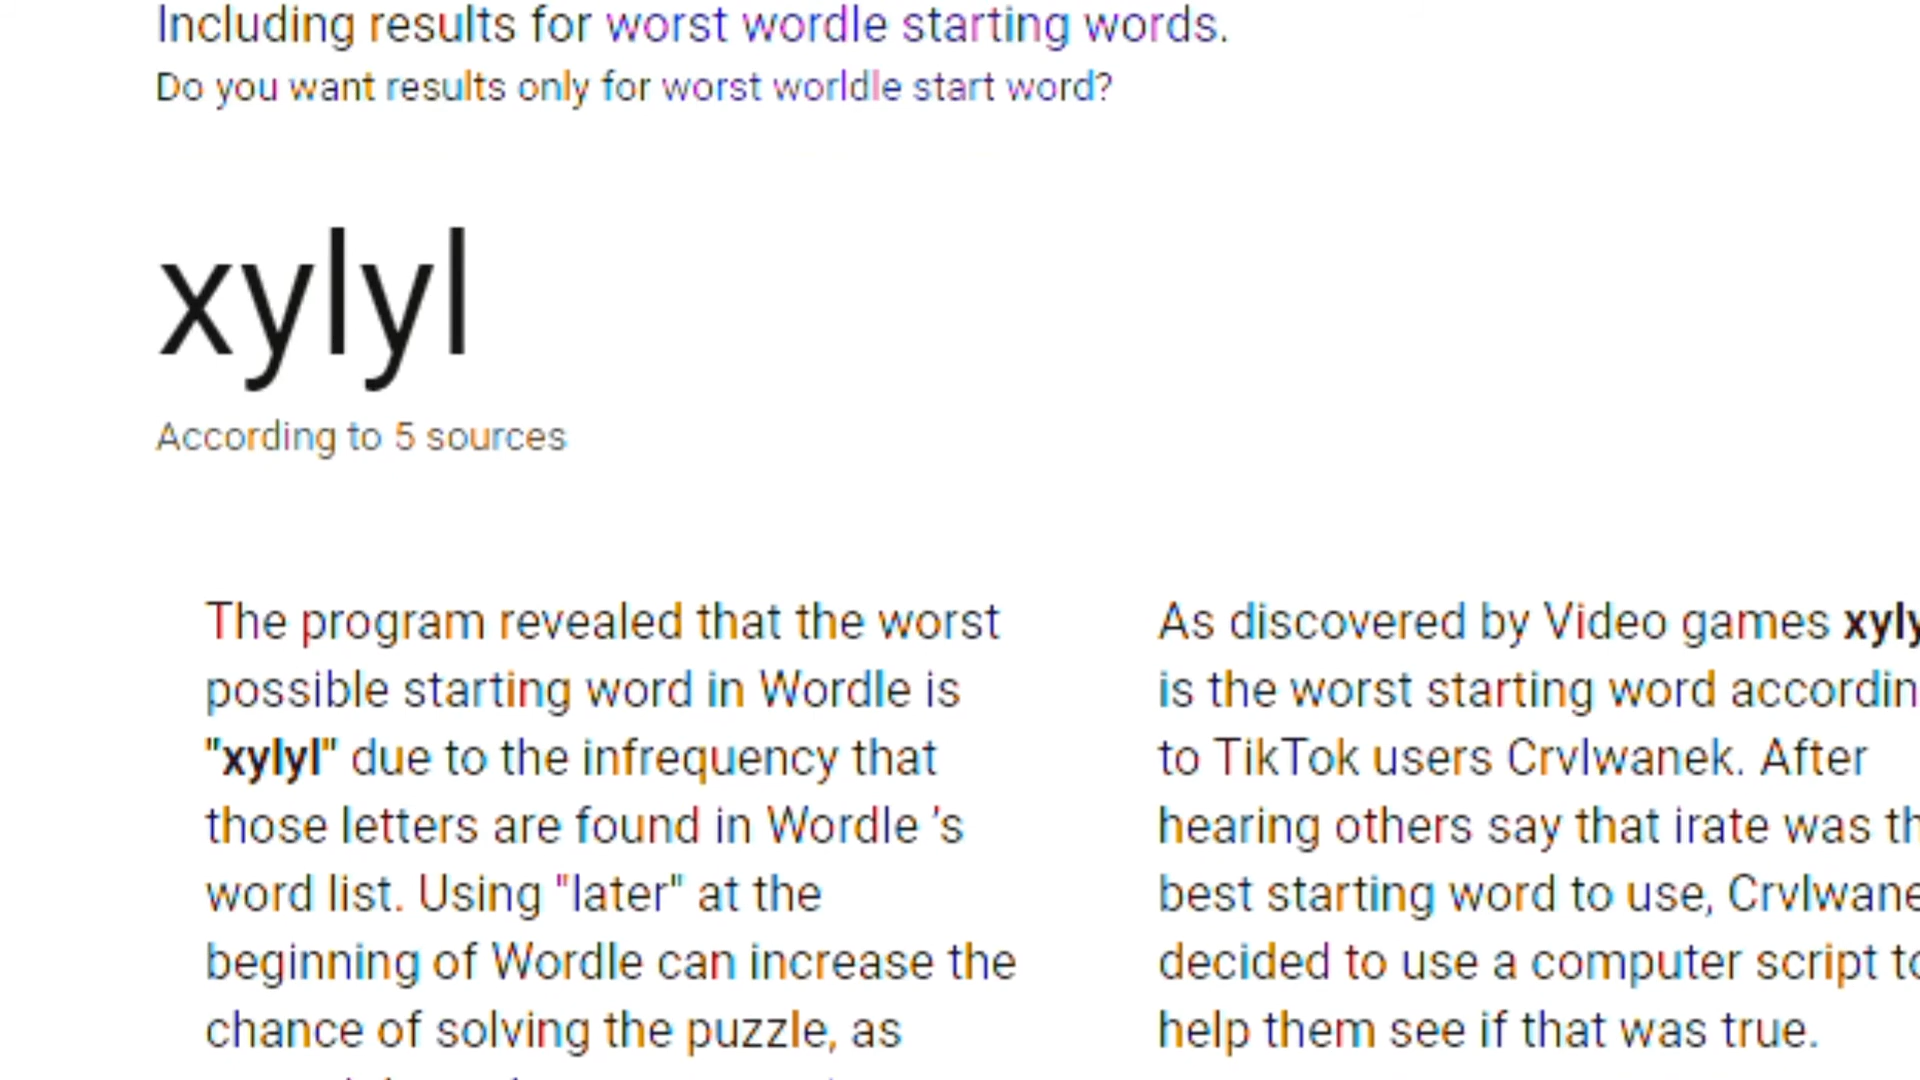 Including results for worst wordle starting words.
Do you want results only for worst worldle start word?
xylyl
According to 5 sources
The program revealed that the worst
possible starting word in Wordle is
"xylyl" due to the infrequency that
those letters are found in Wordle 's
word list. Using "later" at the
beginning of Wordle can increase the
chance of solving the puzzle, as
As discovered by Video games xyly
is the worst starting word accordin
to TikTok users Crvlwanek. After
hearing others say that irate was th
best starting word to use, Crvlwane
decided to use a computer script to
help them see if that was true.